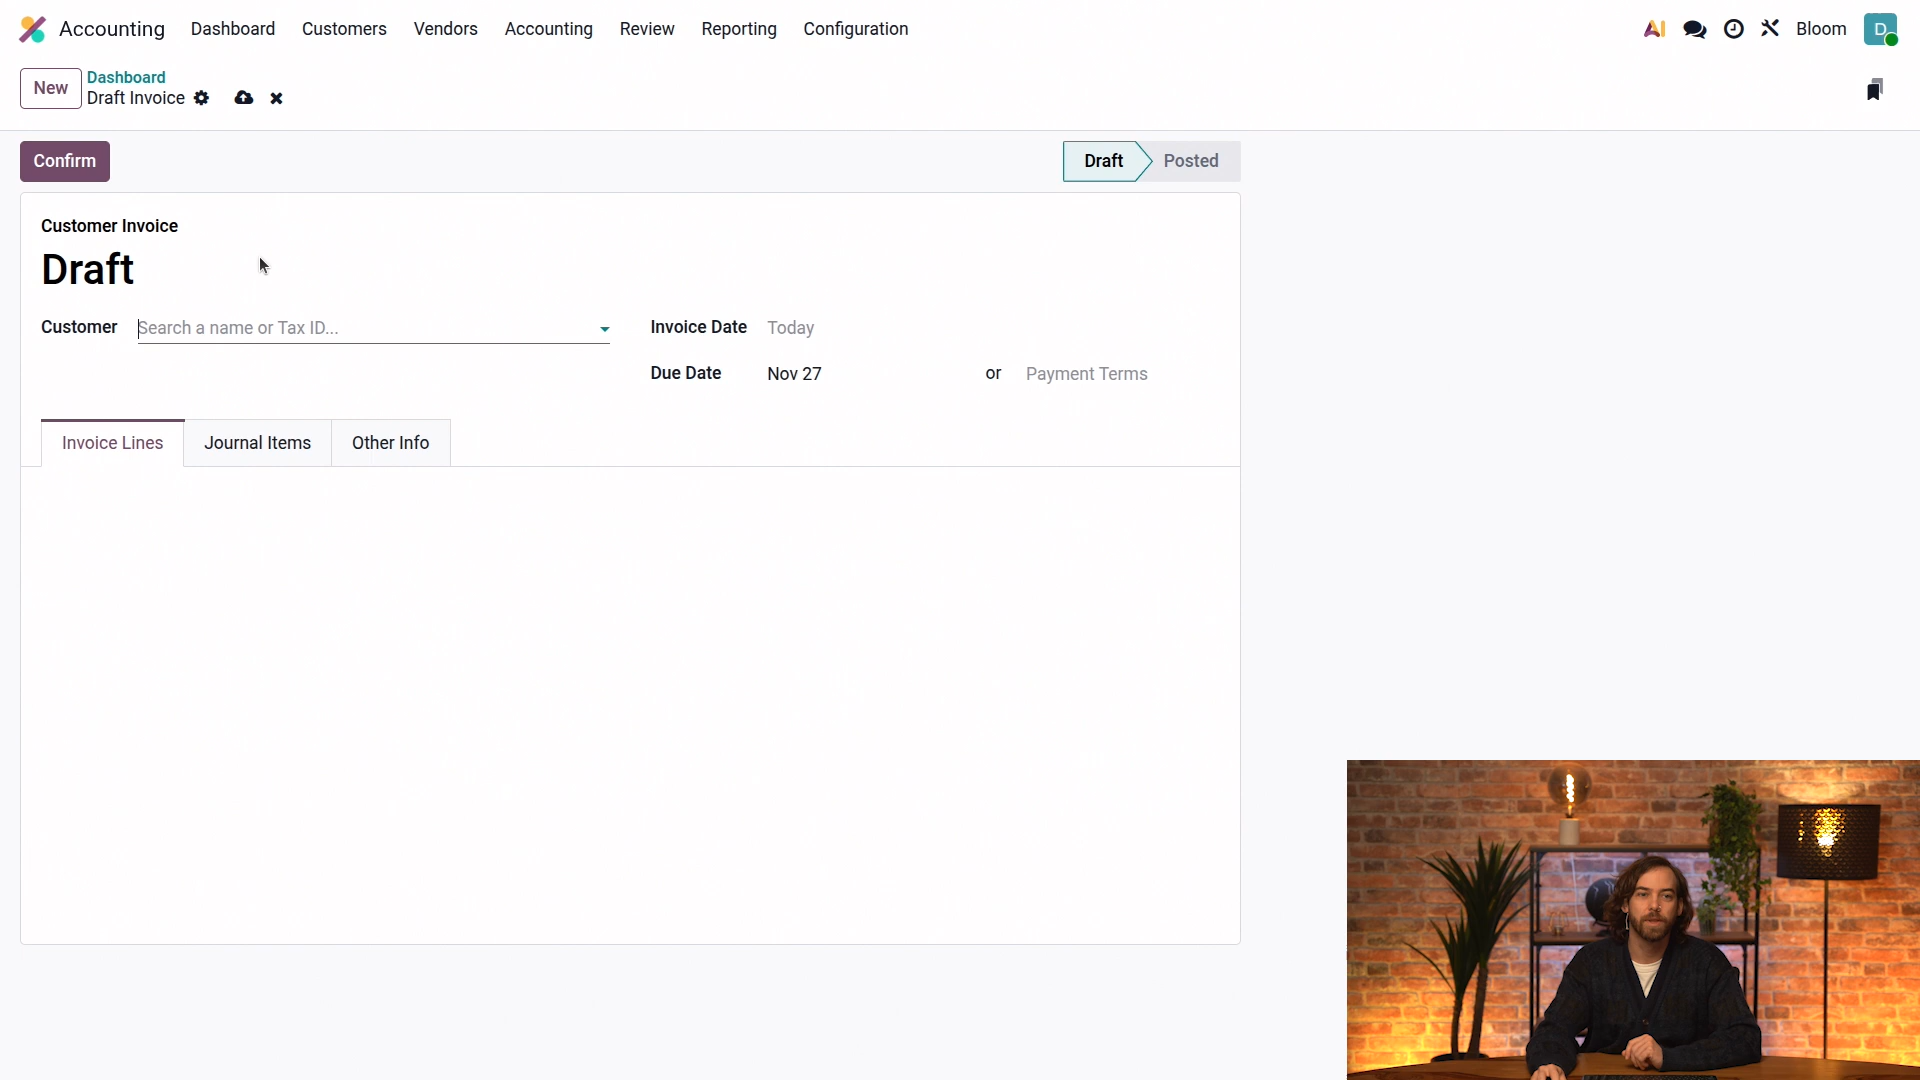 Accounting Dashboard Customers Vendors Accounting Review Reporting Configuration AI Bloom D
New Dashboard
Draft Invoice
Confirm Draft Posted
Customer Invoice
Draft
Customer Search a name or Tax ID... Invoice Date Today
Due Date Nov 27 or Payment Terms
Invoice Lines Journal Items Other Info